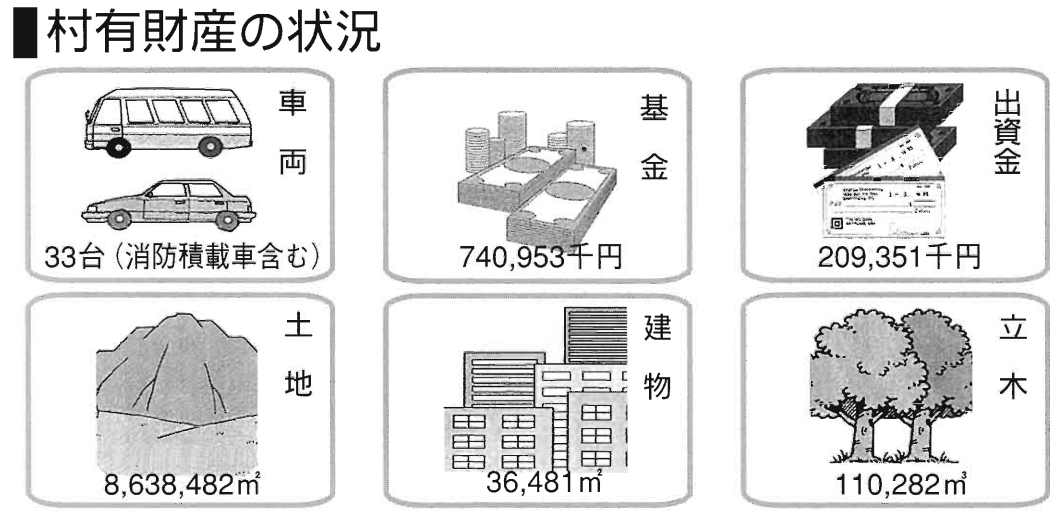 村有財産の状況
車両
33台（消防積載車含む）
基金
740,953千円
出資金
209,351千円
土地
8,638,482㎡
建物
36,481㎡
立木
110,282㎥